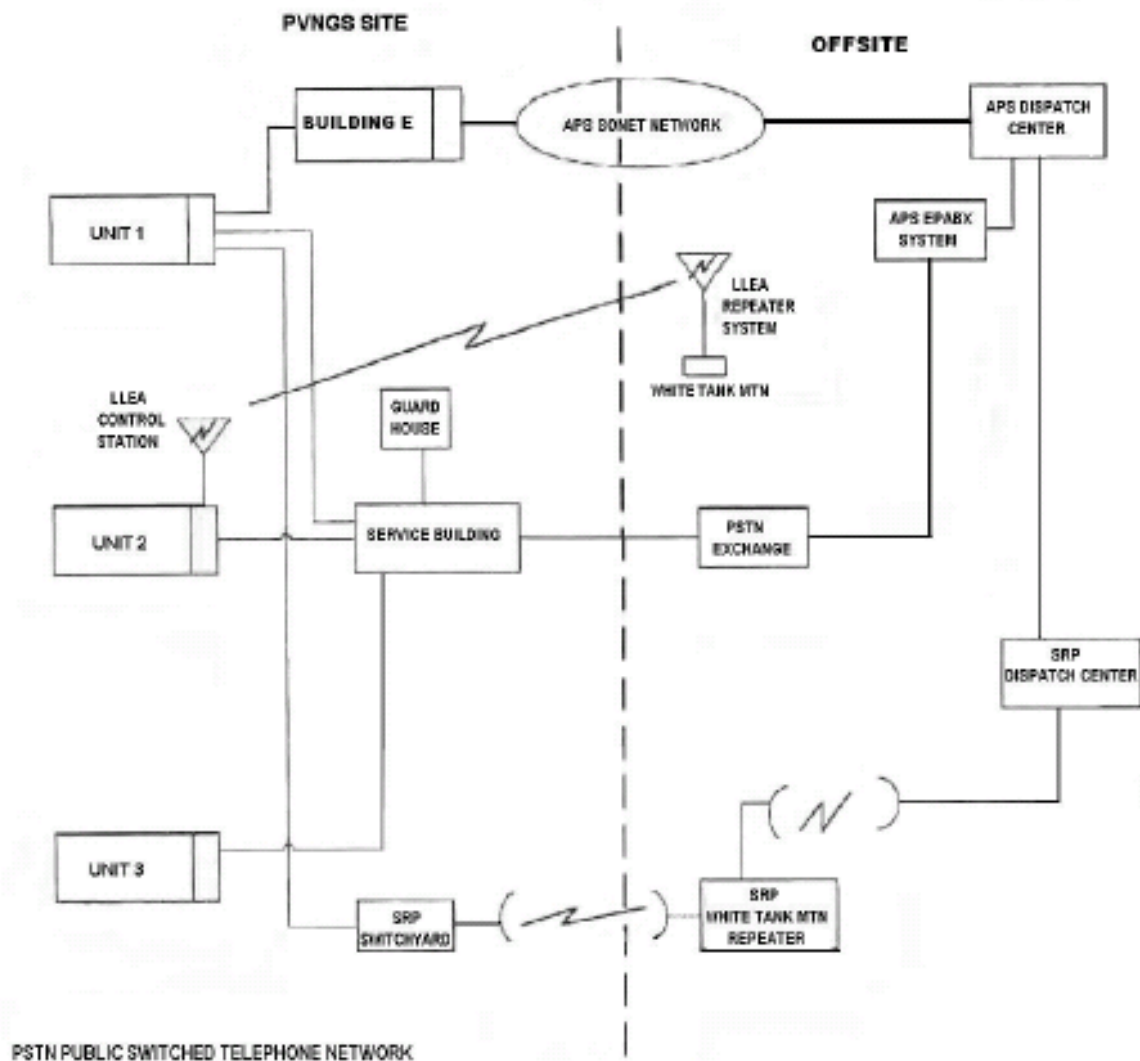 PVNGS SITE
OFFSITE
BUILDING E
APS SONET NETWORK
APS DISPATCH
CENTER
UNIT 1
APS EPABX
SYSTEM
LLEA
REPEATER
SYSTEM
WHITE TANK MTN
LLEA
CONTROL
STATION
GUARD
HOUSE
UNIT 2
SERVICE BUILDING
PSTN
EXCHANGE
SRP
DISPATCH CENTER
UNIT 3
SRP
SWITCHYARD
SRP
WHITE TANK MTN
REPEATER
PSTN PUBLIC SWITCHED TELEPHONE NETWORK